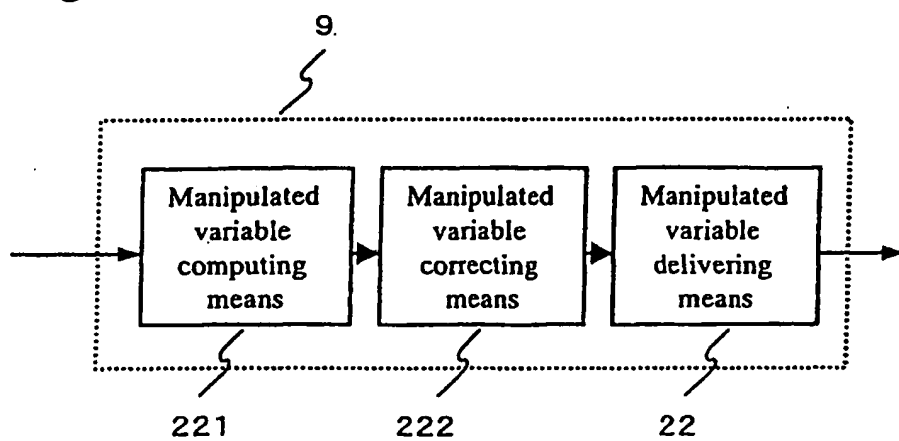 9.
Manipulated
variable
computing
means
Manipulated
variable
correcting
means
Manipulated
variable
delivering
means
221
222
22